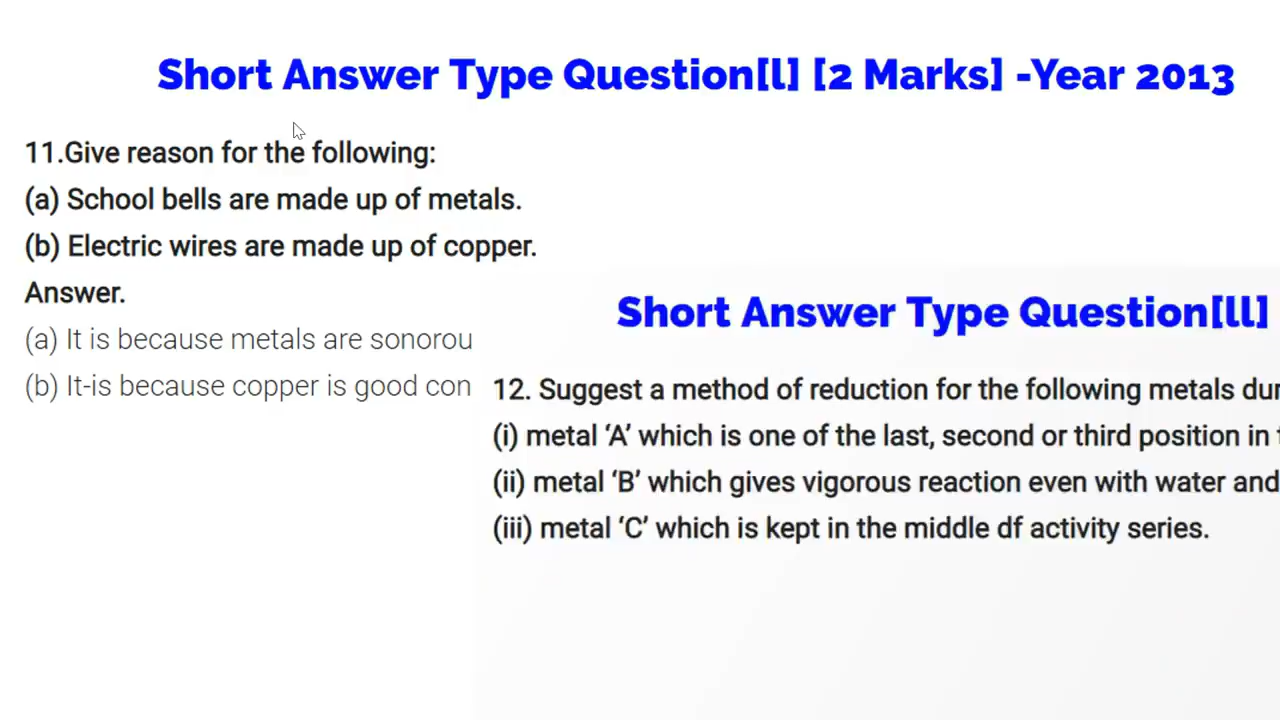 Short Answer Type Question[l] [2 Marks] -Year 2013
11.Give reason for the following:
(a) School bells are made up of metals.
(b) Electric wires are made up of copper.
Answer.
(a) It is because metals are sonorou
(b) It-is because copper is good con
Short Answer Type Question[ll]
12. Suggest a method of reduction for the following metals dur
(i) metal ‘A’ which is one of the last, second or third position in
(ii) metal ‘B’ which gives vigorous reaction even with water and
(iii) metal ‘C’ which is kept in the middle df activity series.